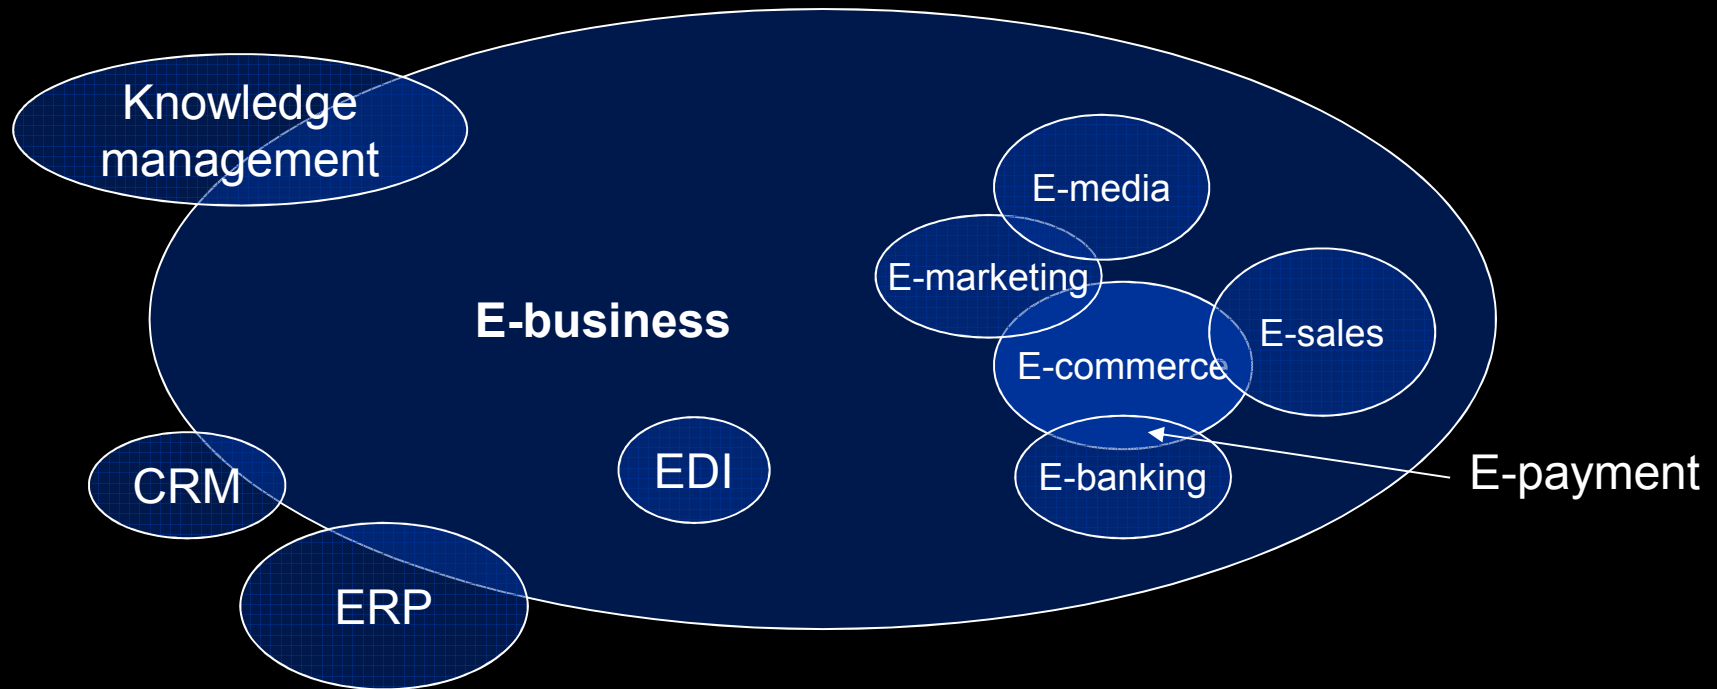 Knowledge
management
E-media
E-marketing
E-business
E-sales
E-commerce
CRM
EDI
E-banking
E-payment
ERP